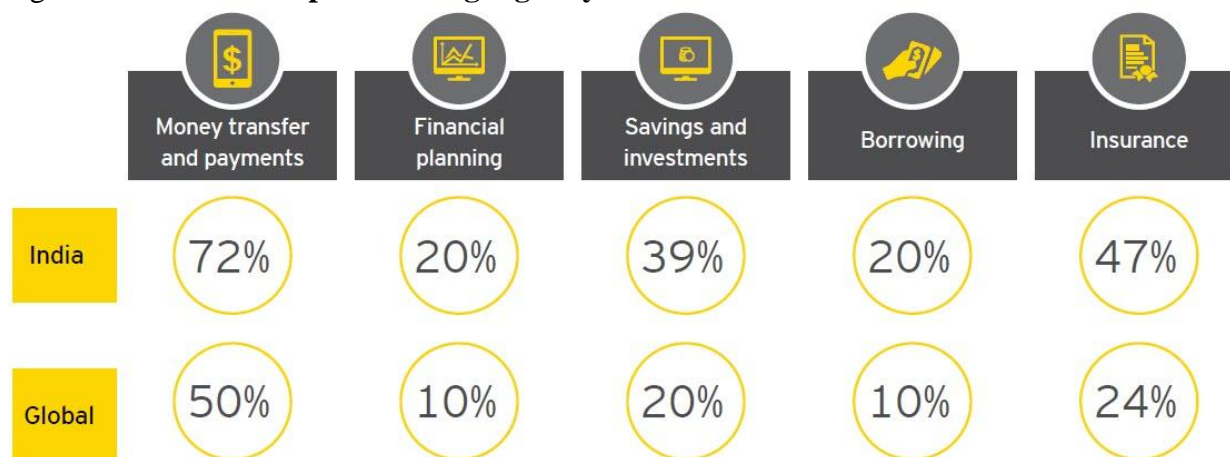 Money transfer
and payments
Financial
planning
Savings and
investments
Borrowing
Insurance
India
72%
20%
39%
20%
47%
Global
50%
10%
20%
10%
24%